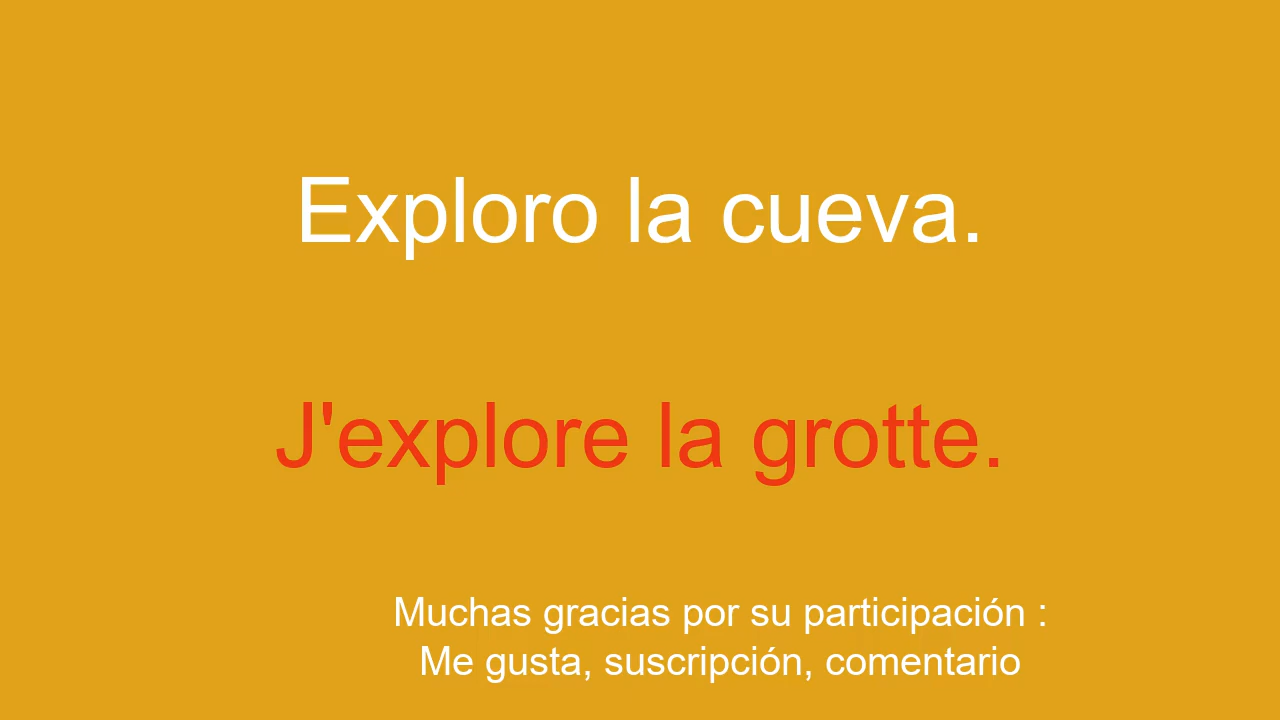 Exploro la cueva.
J'explore la grotte.
Muchas gracias por su participación :
Me gusta, suscripción, comentario